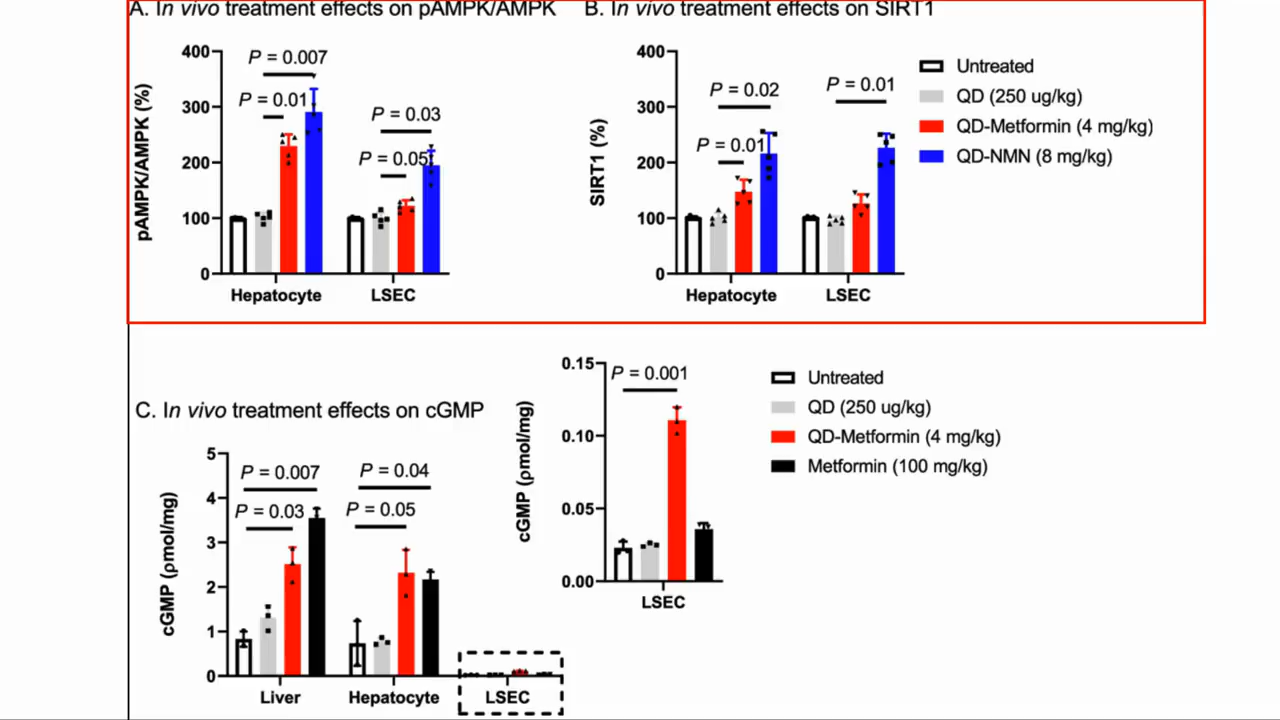 A. In vivo treatment effects on pAMPK/AMPK
B. In vivo treatment effects on SIRT1
pAMPK/AMPK (%)
400
300
200
100
0
P = 0.007
P = 0.01
P = 0.03
P = 0.05
Hepatocyte
LSEC
SIRT1 (%)
400
300
200
100
0
P = 0.02
P = 0.01
P = 0.01
Hepatocyte
LSEC
Untreated
QD (250 ug/kg)
QD-Metformin (4 mg/kg)
QD-NMN (8 mg/kg)
C. In vivo treatment effects on cGMP
cGMP (ρmol/mg)
5
4
3
2
1
0
P = 0.007
P = 0.03
P = 0.04
P = 0.05
Liver
Hepatocyte
LSEC
cGMP (ρmol/mg)
0.15
0.10
0.05
0.00
P = 0.001
LSEC
Untreated
QD (250 ug/kg)
QD-Metformin (4 mg/kg)
Metformin (100 mg/kg)